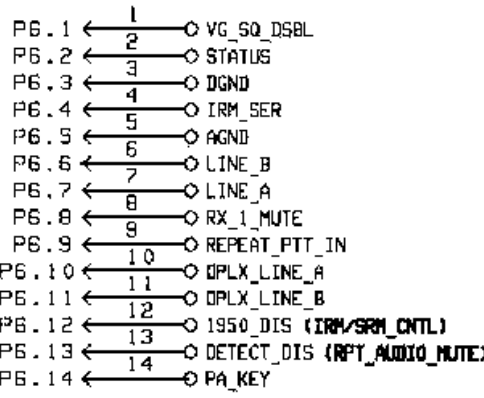 P6.1 1 VG_SQ_DSBL
P6.2 2 STATUS
P6.3 3 DGND
P6.4 4 IRM_SER
P6.5 5 AGND
P6.6 6 LINE_B
P6.7 7 LINE_A
P6.8 8 RX_1_MUTE
P6.9 9 REPEAT_PTT_IN
P6.10 10 DPLX_LINE_A
P6.11 11 DPLX_LINE_B
P6.12 12 1950_DIS (IRM/SRM_CNTL)
P6.13 13 DETECT_DIS (RPT_AUDIO_MUTE)
P6.14 14 PA_KEY